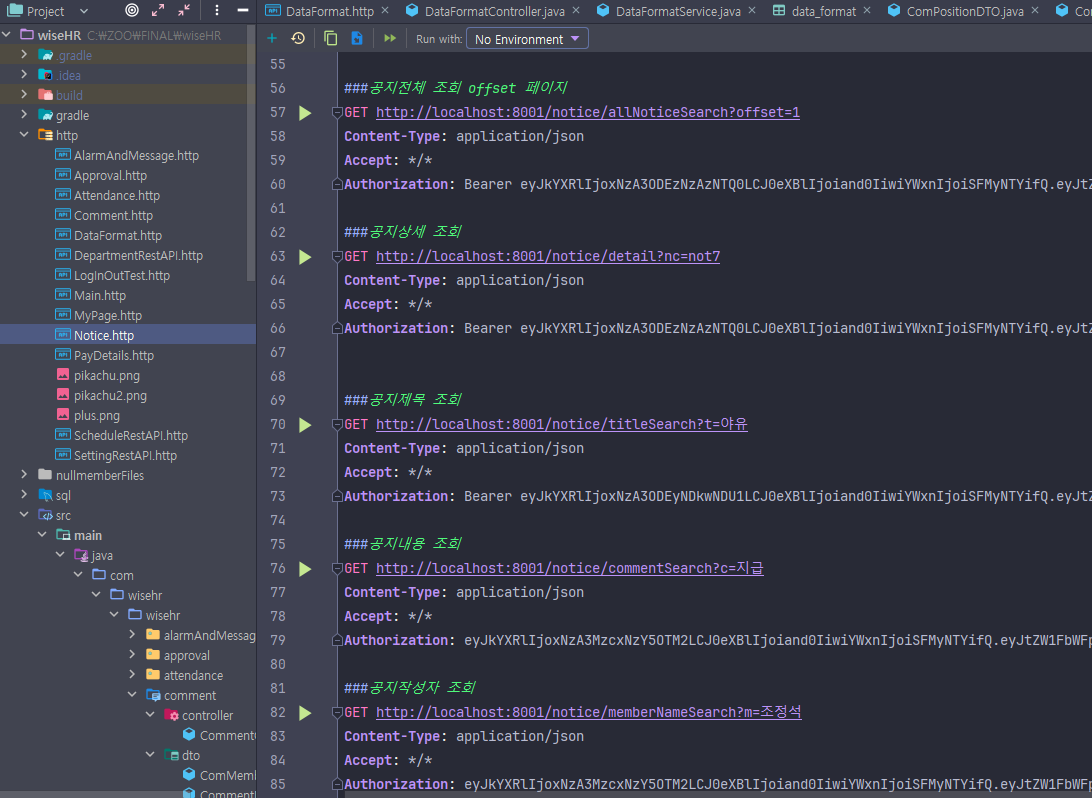 Project
DataFormat.http
DataFormatController.java
DataFormatService.java
data_format
ComPositionDTO.java
Run with:
No Environment
wiseHR C:₩ZOO₩FINAL₩wiseHR
.gradle
.idea
build
gradle
http
AlarmAndMessage.http
Approval.http
Attendance.http
Comment.http
DataFormat.http
DepartmentRestAPI.http
LogInOutTest.http
Main.http
MyPage.http
Notice.http
PayDetails.http
pikachu.png
pikachu2.png
plus.png
ScheduleRestAPI.http
SettingRestAPI.http
nullmemberFiles
sql
src
main
java
com
wisehr
wisehr
alarmAndMessag
approval
attendance
comment
controller
Comment
dto
ComMem
Comment
55
56 ###공지전체 조회 offset 페이지
57 GET http://localhost:8001/notice/allNoticeSearch?offset=1
58 Content-Type: application/json
59 Accept: */*
60 Authorization: Bearer eyJkYXRlIjoxNzA3ODEzNzAzNTQ0LCJ0eXBlIjoiand0IiwiYWxnIjoiSFMyNTYifQ.eyJtZ
61
62 ###공지상세 조회
63 GET http://localhost:8001/notice/detail?nc=not7
64 Content-Type: application/json
65 Accept: */*
66 Authorization: Bearer eyJkYXRlIjoxNzA3ODEzNzAzNTQ0LCJ0eXBlIjoiand0IiwiYWxnIjoiSFMyNTYifQ.eyJtZ
67
68
69 ###공지제목 조회
70 GET http://localhost:8001/notice/titleSearch?t=야유
71 Content-Type: application/json
72 Accept: */*
73 Authorization: Bearer eyJkYXRlIjoxNzA3ODEyNDkwNDU1LCJ0eXBlIjoiand0IiwiYWxnIjoiSFMyNTYifQ.eyJtZ
74
75 ###공지내용 조회
76 GET http://localhost:8001/notice/commentSearch?c=지급
77 Content-Type: application/json
78 Accept: */*
79 Authorization: eyJkYXRlIjoxNzA3MzcxNzY5OTM2LCJ0eXBlIjoiand0IiwiYWxnIjoiSFMyNTYifQ.eyJtZW1FbWFp
80
81 ###공지작성자 조회
82 GET http://localhost:8001/notice/memberNameSearch?m=조정석
83 Content-Type: application/json
84 Accept: */*
85 Authorization: eyJkYXRlIjoxNzA3MzcxNzY5OTM2LCJ0eXBlIjoiand0IiwiYWxnIjoiSFMyNTYifQ.eyJtZW1FbWFp